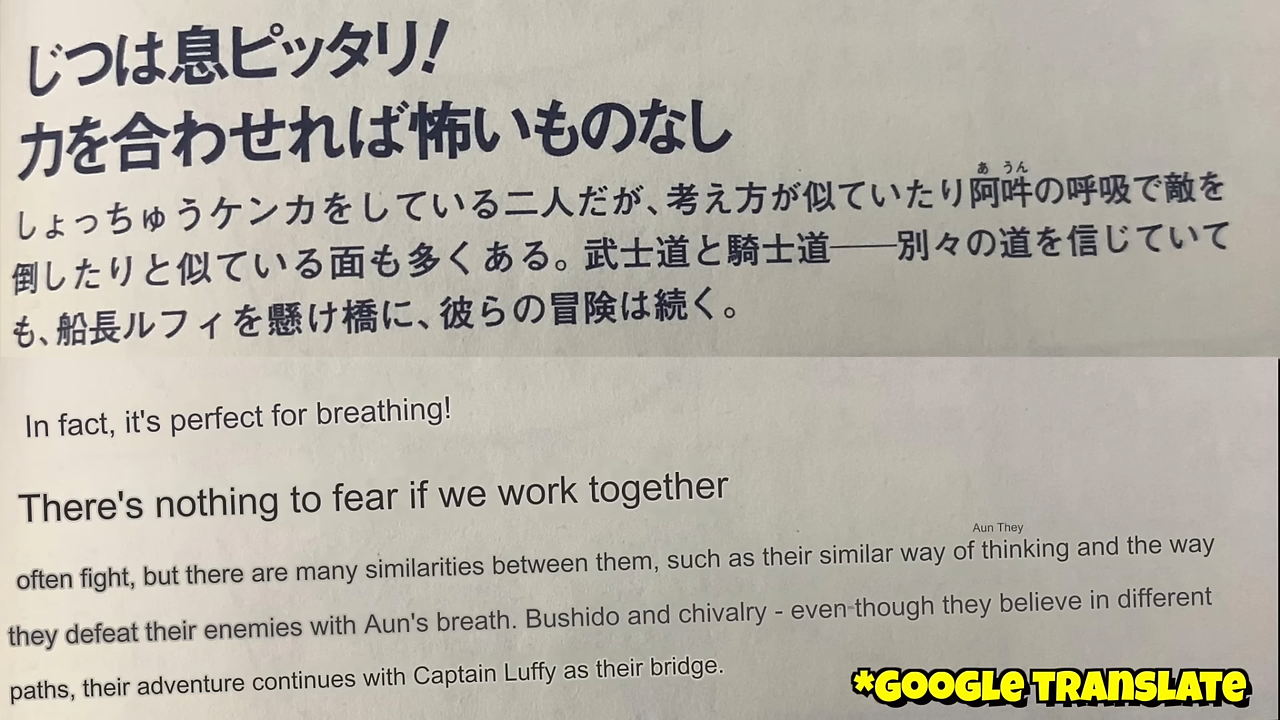 じつは息ピッタリ!
力を合わせれば怖いものなし
あ うん
しょっちゅうケンカをしている二人だが、考え方が似ていたり阿吽の呼吸で敵を
倒したりと似ている面も多くある。武士道と騎士道──別々の道を信じていて
も、船長ルフィを懸け橋に、彼らの冒険は続く。
In fact, it's perfect for breathing!
There's nothing to fear if we work together
Aun They
often fight, but there are many similarities between them, such as their similar way of thinking and the way
they defeat their enemies with Aun's breath. Bushido and chivalry - even though they believe in different
paths, their adventure continues with Captain Luffy as their bridge.
*GOOGLE TRANSLATE